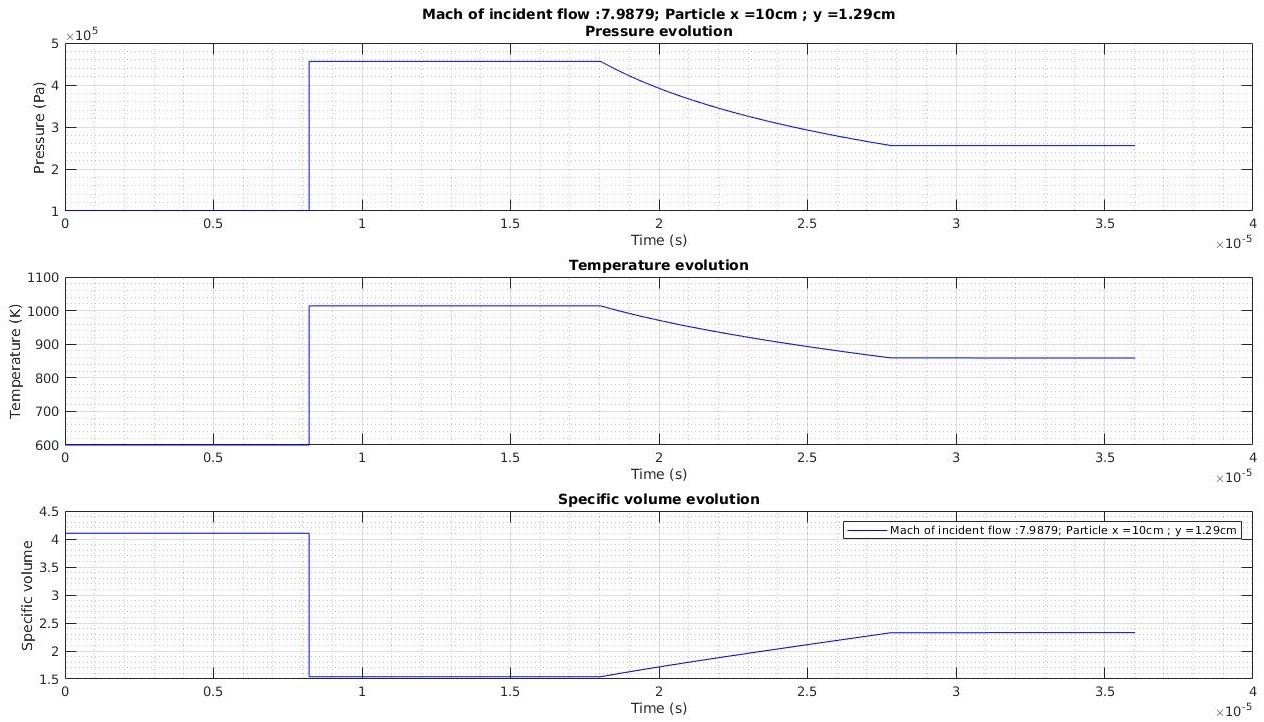 Mach of incident flow :7.9879; Particle x =10cm ; y =1.29cm
Pressure evolution
×10⁵
5
4
3
2
1
Pressure (Pa)
0 0.5 1 1.5 2 2.5 3 3.5 4
Time (s)
×10⁻⁵
Temperature evolution
1100
1000
900
800
700
600
Temperature (K)
0 0.5 1 1.5 2 2.5 3 3.5 4
Time (s)
×10⁻⁵
Specific volume evolution
4.5
4
3.5
3
2.5
2
1.5
Specific volume
Mach of incident flow :7.9879; Particle x =10cm ; y =1.29cm
0 0.5 1 1.5 2 2.5 3 3.5 4
Time (s)
×10⁻⁵